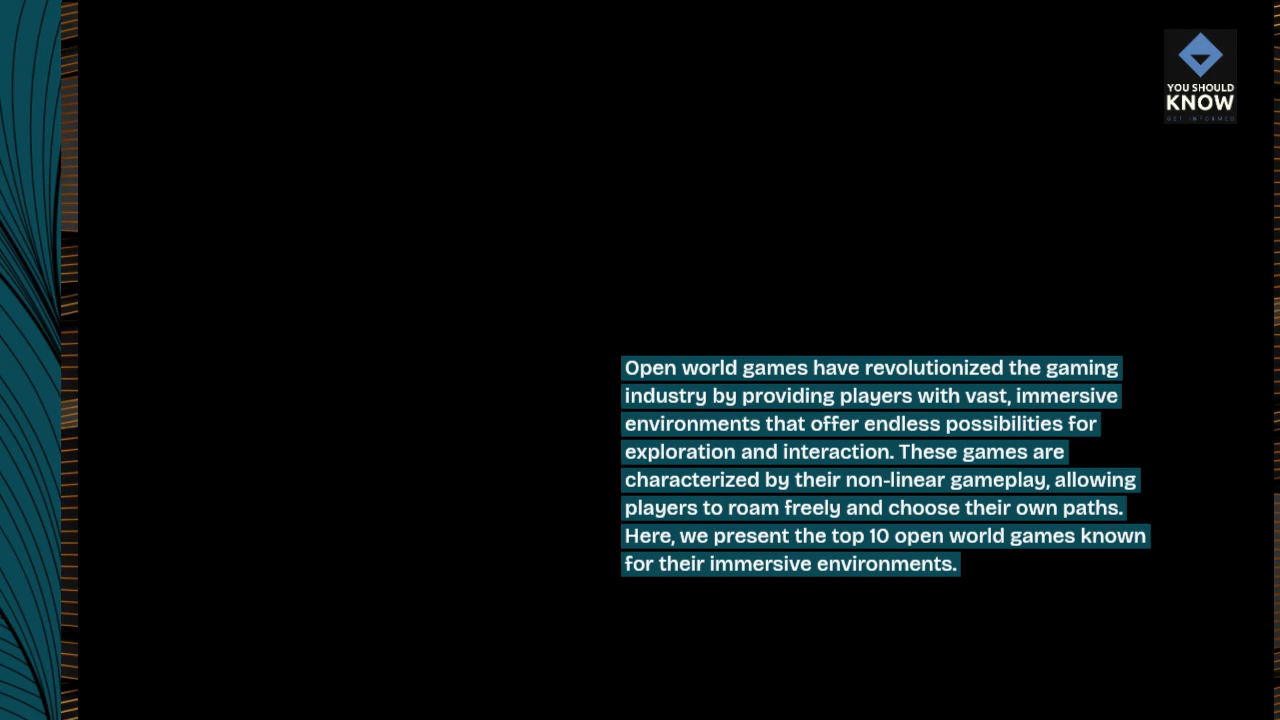 YOU SHOULD
KNOW
GET INFORMED
Open world games have revolutionized the gaming
industry by providing players with vast, immersive
environments that offer endless possibilities for
exploration and interaction. These games are
characterized by their non-linear gameplay, allowing
players to roam freely and choose their own paths.
Here, we present the top 10 open world games known
for their immersive environments.